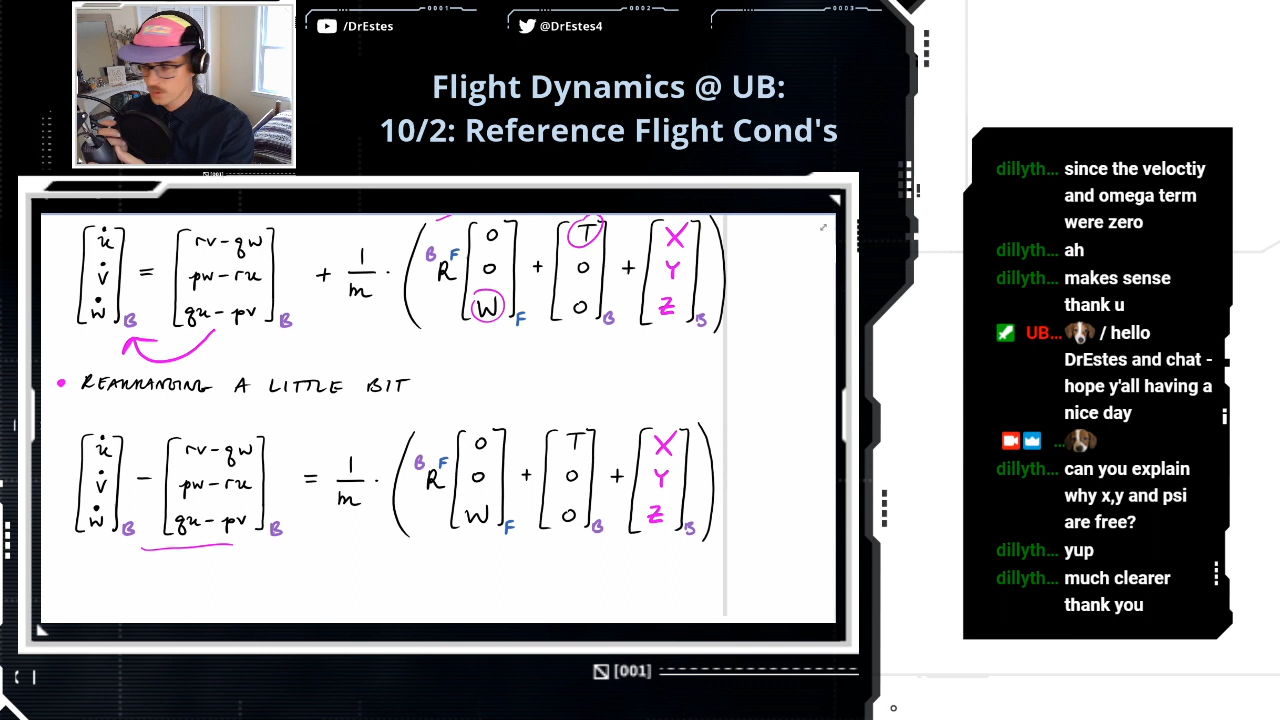 0001
0002
0003
/DrEstes
@DrEstes4
Flight Dynamics @ UB:
10/2: Reference Flight Cond's
[001]
[u̇ v̇ ẇ]B = [rv-qw pw-ru qu-pv]B + 1/m · ( B R F [0 0 W]F + [T 0 0]B + [X Y Z]B )
• REARRANGING A LITTLE BIT
[u̇ v̇ ẇ]B - [rv-qw pw-ru qu-pv]B = 1/m · ( B R F [0 0 W]F + [T 0 0]B + [X Y Z]B )
[001]
dillyth... since the veloctiy
and omega term
were zero
dillyth... ah
dillyth... makes sense
thank u
UB... / hello
DrEstes and chat -
hope y'all having a
nice day
...
dillyth... can you explain
why x,y and psi
are free?
dillyth... yup
dillyth... much clearer
thank you